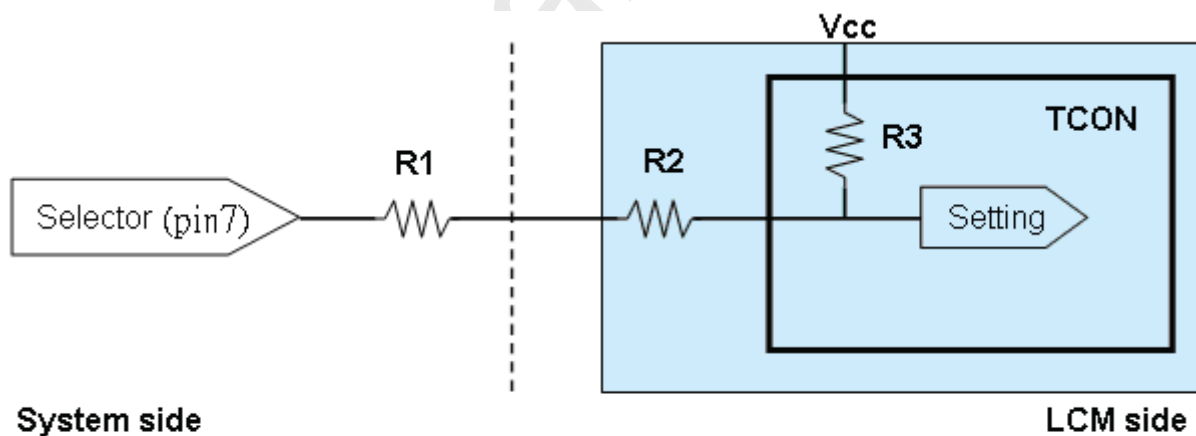 Vcc
TCON
R3
R1
R2
Selector (pin7)
Setting
System side
LCM side